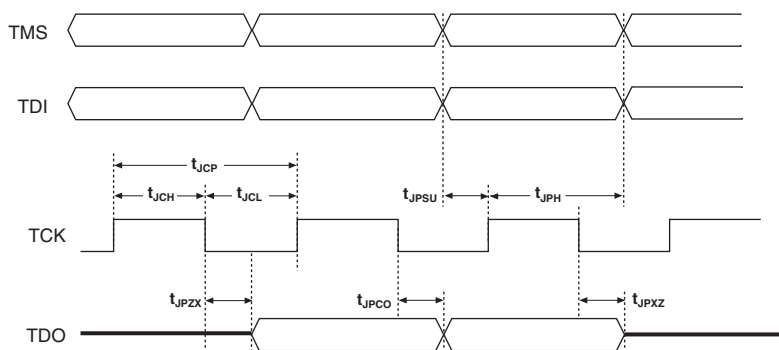 TMS
TDI
tJCP
tJCH tJCL tJPSU tJPH
TCK
tJPZX tJPCO tJPXZ
TDO